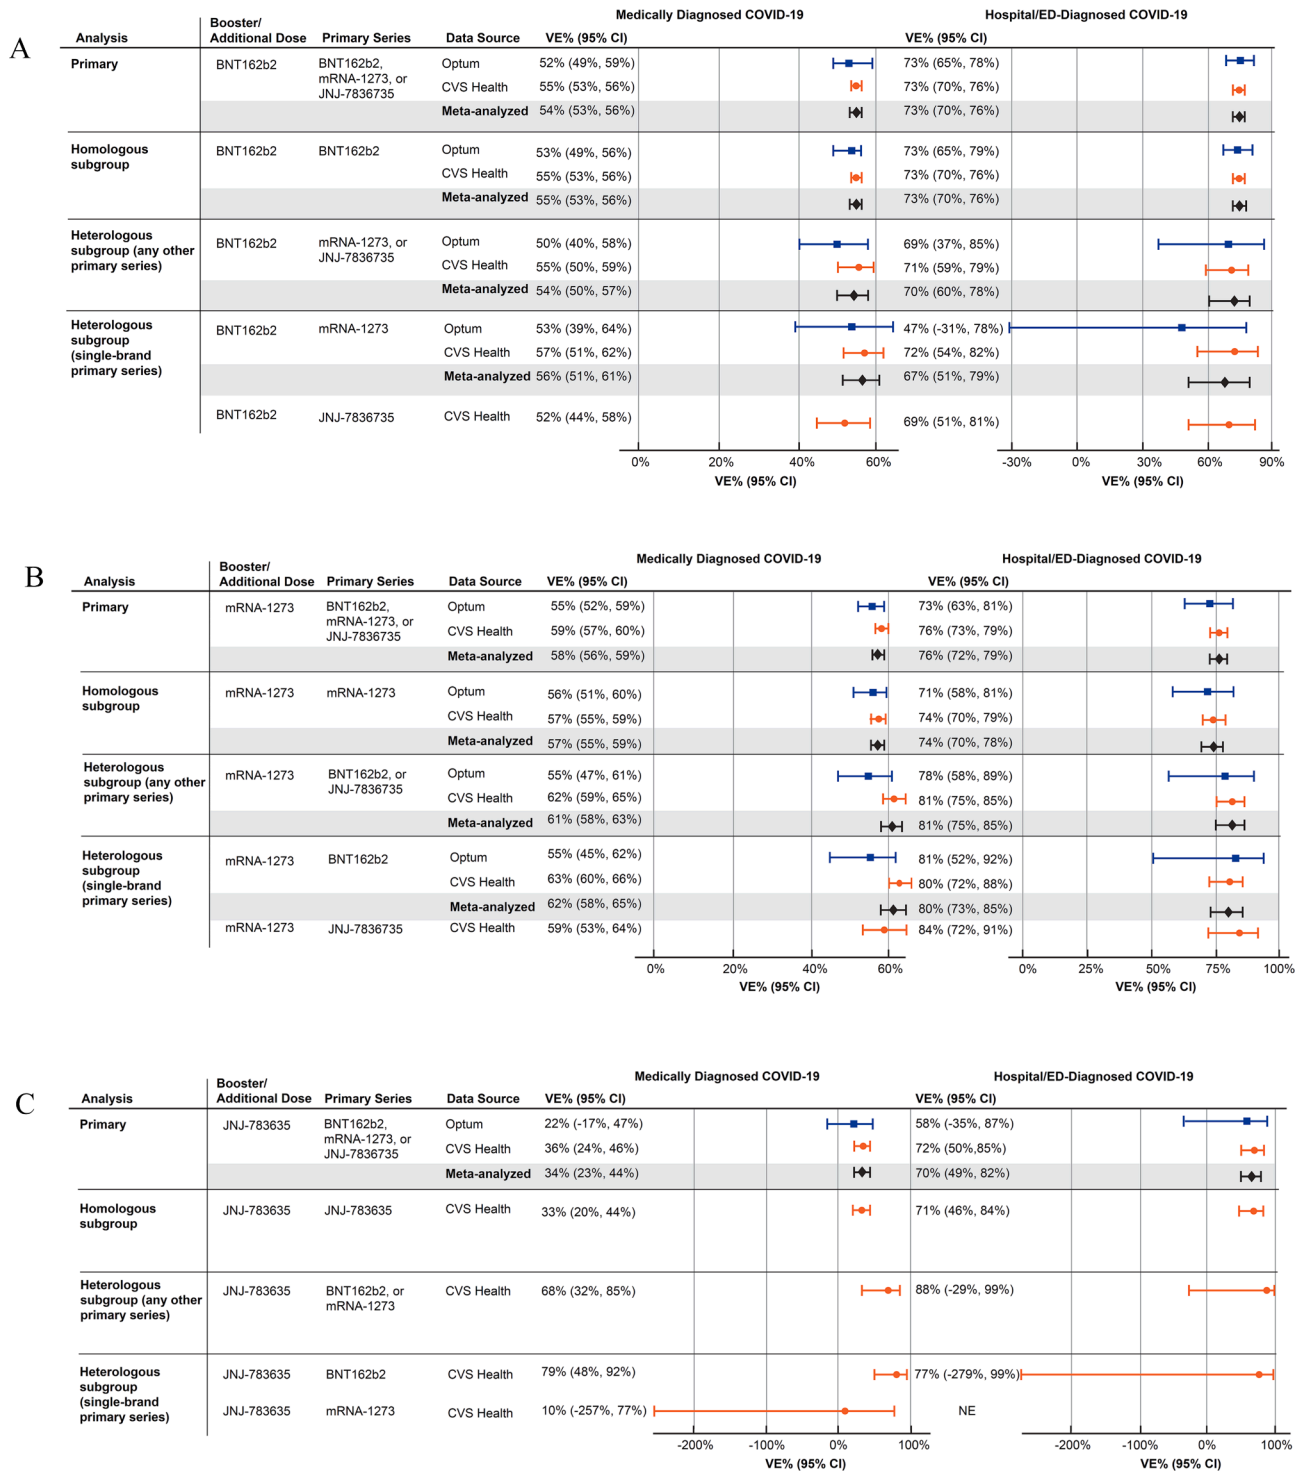 A
Medically Diagnosed COVID-19 Hospital/ED-Diagnosed COVID-19
Analysis Booster/ Additional Dose Primary Series Data Source VE% (95% CI) VE% (95% CI)
Primary BNT162b2 BNT162b2, Optum 52% (49%, 59%) 73% (65%, 78%)
mRNA-1273, or CVS Health 55% (53%, 56%) 73% (70%, 76%)
JNJ-7836735
Meta-analyzed 54% (53%, 56%) 73% (70%, 76%)
Homologous BNT162b2 BNT162b2 Optum 53% (49%, 56%) 73% (65%, 79%)
subgroup CVS Health 55% (53%, 56%) 73% (70%, 76%)
Meta-analyzed 55% (53%, 56%) 73% (70%, 76%)
Heterologous BNT162b2 mRNA-1273, or Optum 50% (40%, 58%) 69% (37%, 85%)
subgroup (any other JNJ-7836735
primary series) CVS Health 55% (50%, 59%) 71% (59%, 79%)
Meta-analyzed 54% (50%, 57%) 70% (60%, 78%)
Heterologous BNT162b2 mRNA-1273 Optum 53% (39%, 64%) 47% (-31%, 78%)
subgroup
(single-brand CVS Health 57% (51%, 62%) 72% (54%, 82%)
primary series)
Meta-analyzed 56% (51%, 61%) 67% (51%, 79%)
BNT162b2 JNJ-7836735 CVS Health 52% (44%, 58%) 69% (51%, 81%)
0% 20% 40% 60% -30% 0% 30% 60% 90%
VE% (95% CI) VE% (95% CI)
B
Medically Diagnosed COVID-19 Hospital/ED-Diagnosed COVID-19
Analysis Booster/ Additional Dose Primary Series Data Source VE% (95% CI) VE% (95% CI)
Primary mRNA-1273 BNT162b2, Optum 55% (52%, 59%) 73% (63%, 81%)
mRNA-1273, or
JNJ-7836735 CVS Health 59% (57%, 60%) 76% (73%, 79%)
Meta-analyzed 58% (56%, 59%) 76% (72%, 79%)
Homologous mRNA-1273 mRNA-1273 Optum 56% (51%, 60%) 71% (58%, 81%)
subgroup
CVS Health 57% (55%, 59%) 74% (70%, 79%)
Meta-analyzed 57% (55%, 59%) 74% (70%, 78%)
Heterologous mRNA-1273 BNT162b2, or Optum 55% (47%, 61%) 78% (58%, 89%)
subgroup (any other JNJ-7836735
primary series) CVS Health 62% (59%, 65%) 81% (75%, 85%)
Meta-analyzed 61% (58%, 63%) 81% (75%, 85%)
Heterologous mRNA-1273 BNT162b2 Optum 55% (45%, 62%) 81% (52%, 92%)
subgroup
(single-brand CVS Health 63% (60%, 66%) 80% (72%, 88%)
primary series)
Meta-analyzed 62% (58%, 65%) 80% (73%, 85%)
mRNA-1273 JNJ-7836735 CVS Health 59% (53%, 64%) 84% (72%, 91%)
0% 20% 40% 60% 0% 25% 50% 75% 100%
VE% (95% CI) VE% (95% CI)
C
Medically Diagnosed COVID-19 Hospital/ED-Diagnosed COVID-19
Analysis Booster/ Additional Dose Primary Series Data Source VE% (95% CI) VE% (95% CI)
Primary JNJ-783635 BNT162b2, Optum 22% (-17%, 47%) 58% (-35%, 87%)
mRNA-1273, or
JNJ-7836735 CVS Health 36% (24%, 46%) 72% (50%,85%)
Meta-analyzed 34% (23%, 44%) 70% (49%, 82%)
Homologous JNJ-783635 JNJ-783635 CVS Health 33% (20%, 44%) 71% (46%, 84%)
subgroup
Heterologous JNJ-783635 BNT162b2, or CVS Health 68% (32%, 85%) 88% (-29%, 99%)
subgroup (any other mRNA-1273
primary series)
Heterologous JNJ-783635 BNT162b2 CVS Health 79% (48%, 92%) 77% (-279%, 99%)
subgroup
(single-brand JNJ-783635 mRNA-1273 CVS Health 10% (-257%, 77%) NE
primary series)
-200% -100% 0% 100% -200% -100% 0% 100%
VE% (95% CI) VE% (95% CI)